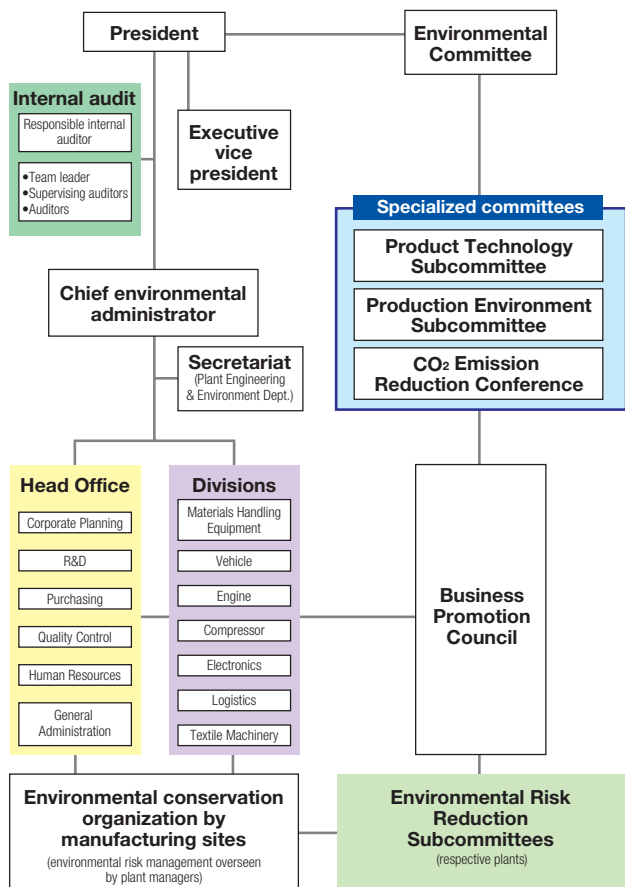 President
Environmental
Committee
Internal audit
Responsible internal
auditor
•Team leader
•Supervising auditors
•Auditors
Executive
vice
president
Specialized committees
Product Technology
Subcommittee
Production Environment
Subcommittee
CO2 Emission
Reduction Conference
Chief environmental
administrator
Secretariat
(Plant Engineering
& Environment Dept.)
Head Office
Corporate Planning
R&D
Purchasing
Quality Control
Human Resources
General
Administration
Divisions
Materials Handling
Equipment
Vehicle
Engine
Compressor
Electronics
Logistics
Textile Machinery
Business
Promotion
Council
Environmental conservation
organization by
manufacturing sites
(environmental risk management overseen
by plant managers)
Environmental Risk
Reduction
Subcommittees
(respective plants)